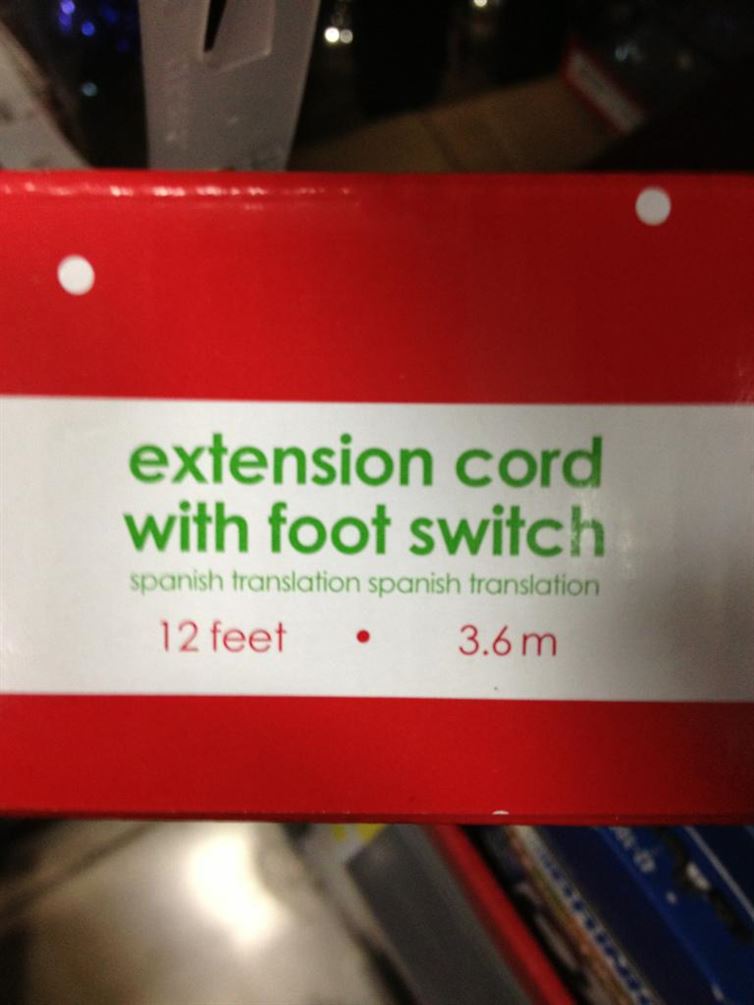 extension cord
with foot switch
spanish translation spanish translation
12 feet • 3.6 m